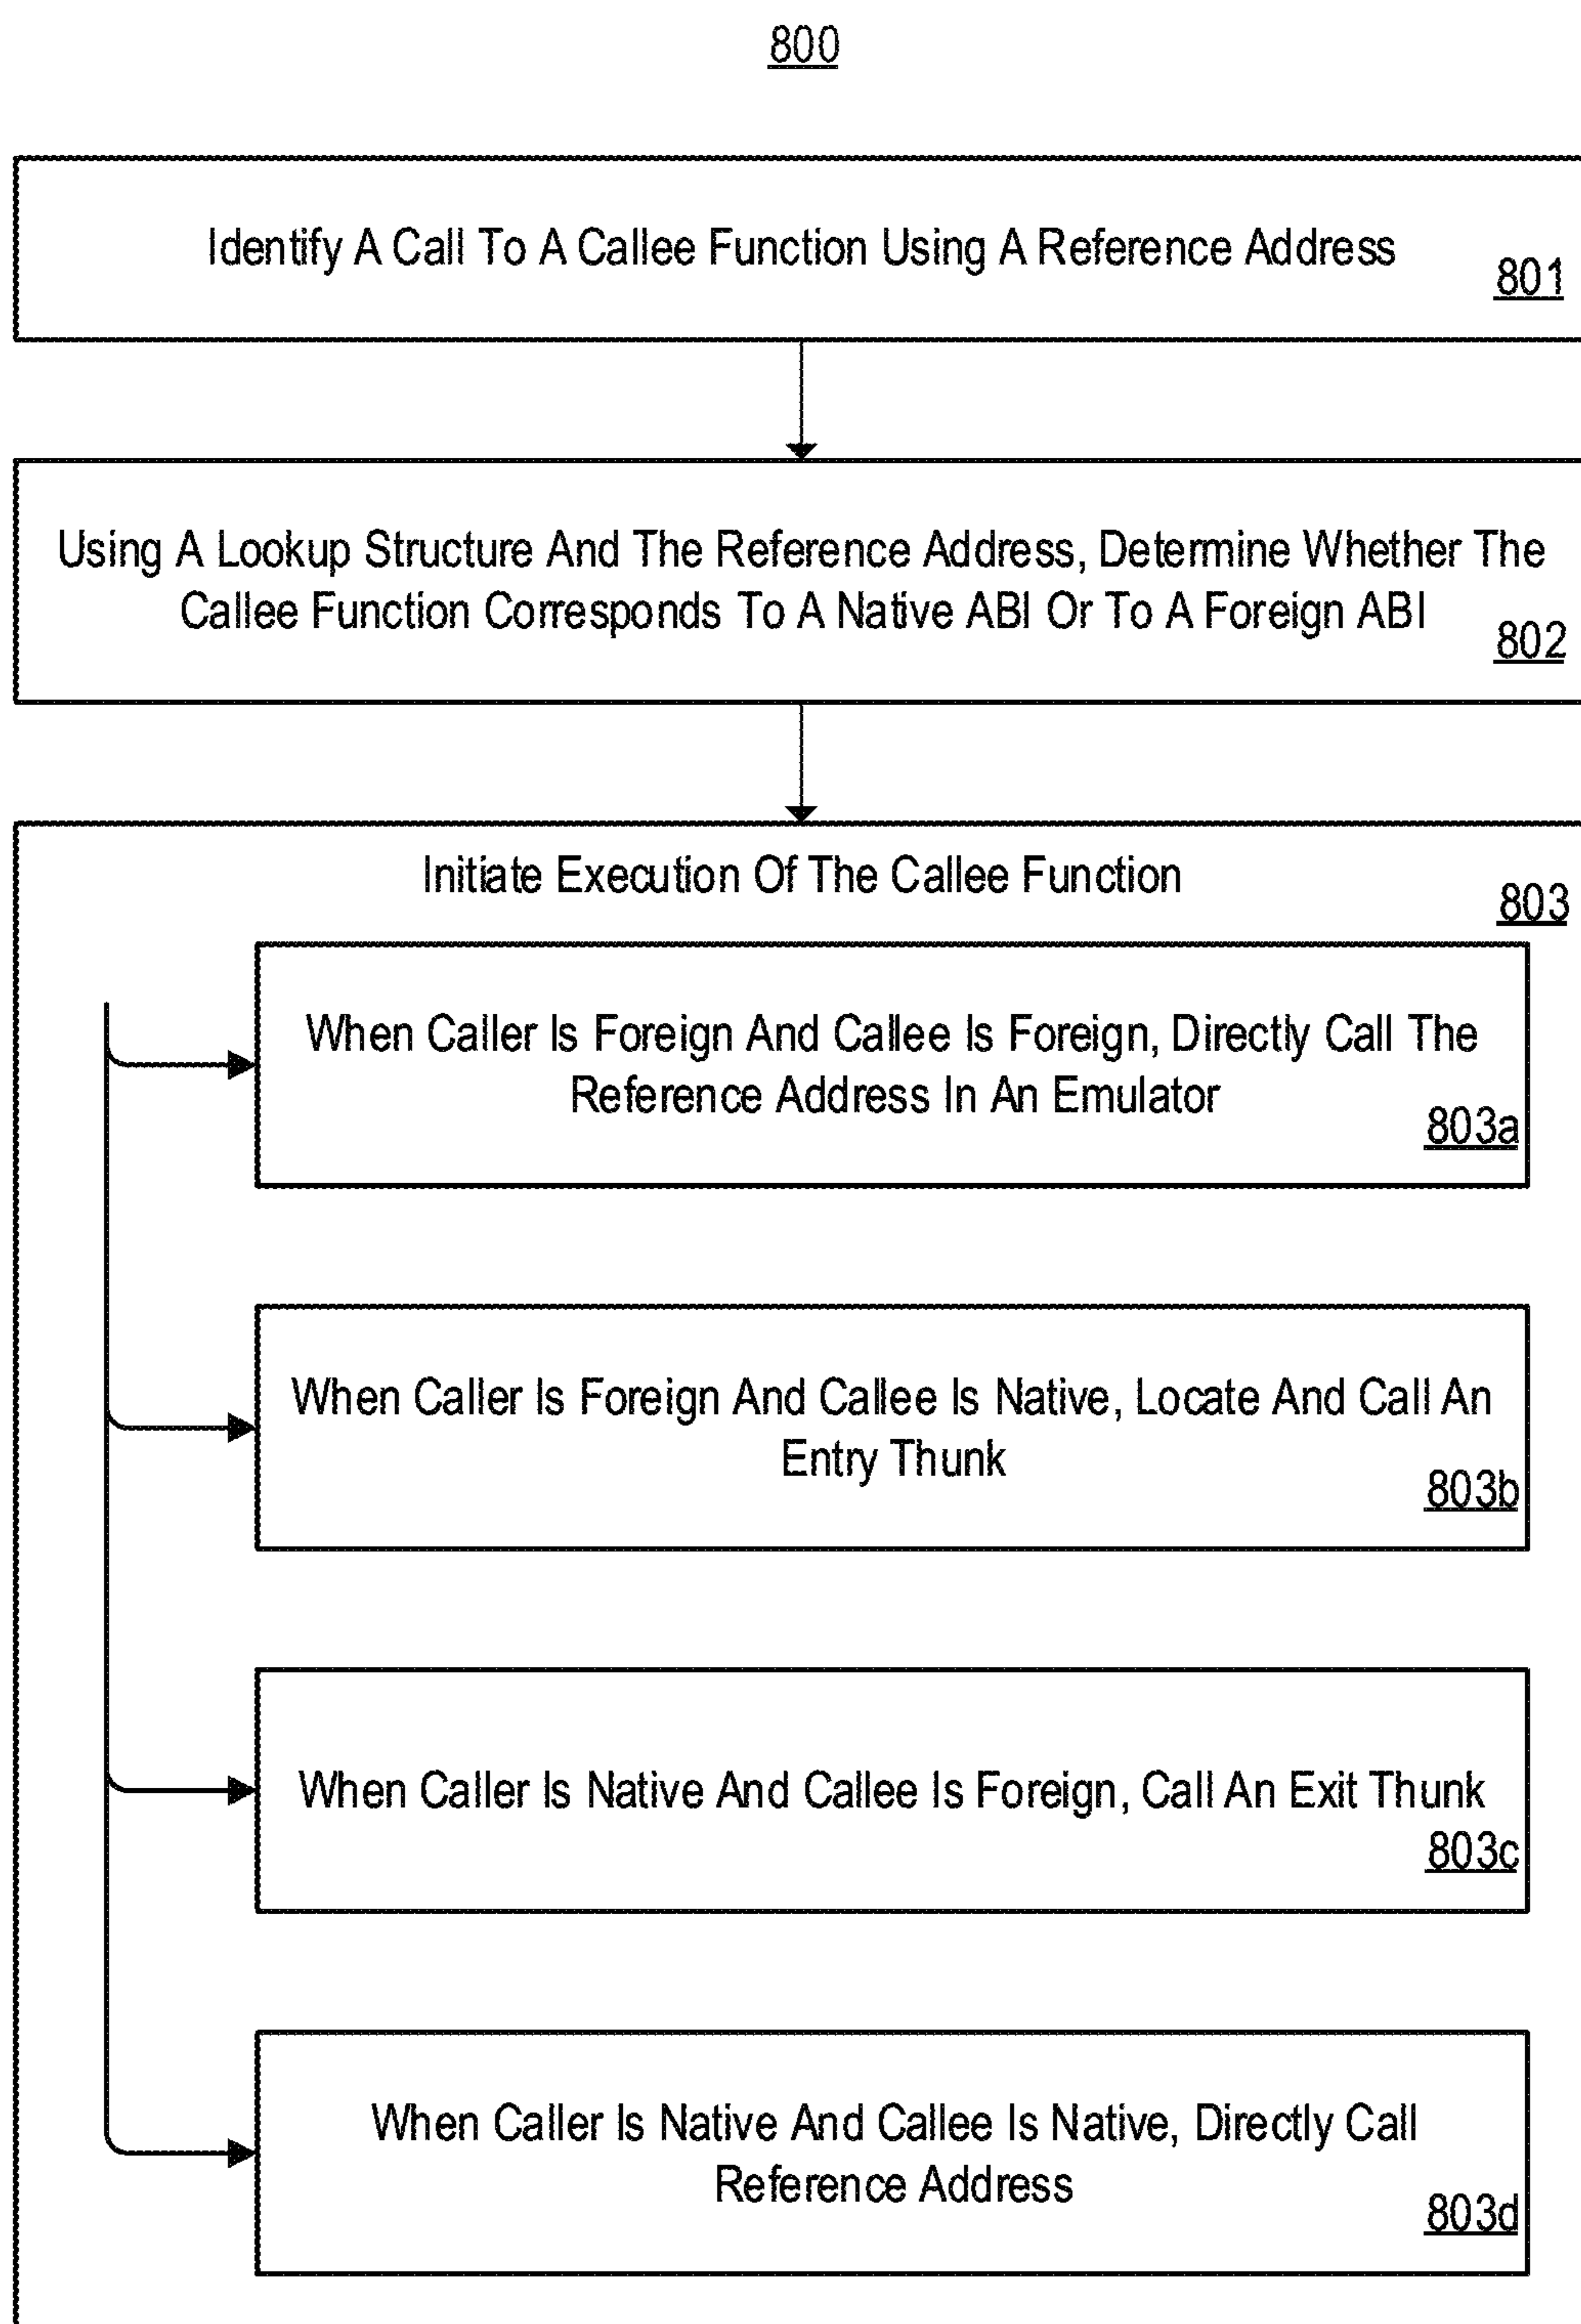 800
Identify A Call To A Callee Function Using A Reference Address
801
Using A Lookup Structure And The Reference Address, Determine Whether The
Callee Function Corresponds To A Native ABI Or To A Foreign ABI
802
Initiate Execution Of The Callee Function
803
When Caller Is Foreign And Callee Is Foreign, Directly Call The
Reference Address In An Emulator
803a
When Caller Is Foreign And Callee Is Native, Locate And Call An
Entry Thunk
803b
When Caller Is Native And Callee Is Foreign, Call An Exit Thunk
803c
When Caller Is Native And Callee Is Native, Directly Call
Reference Address
803d